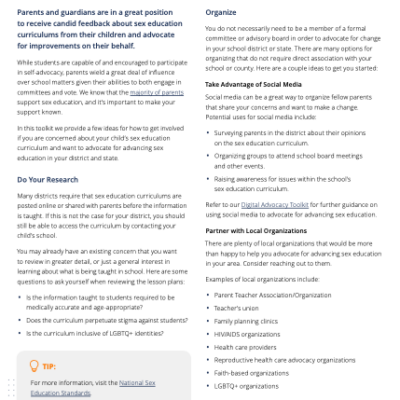 Parents and guardians are in a great position
to receive candid feedback about sex education
curriculums from their children and advocate
for improvements on their behalf.
While students are capable of and encouraged to participate
in self advocacy, parents wield a great deal of influence
over school matters given their abilities to both engage in
committees and vote. We know that the majority of parents
support sex education, and it's important to make your
support known.
In this toolkit we provide a few ideas for how to get involved
if you are concerned about your child's sex education
curriculum and want to advocate for advancing sex
education in your district and state.
Do Your Research
Many districts require that sex education curriculums are
posted online or shared with parents before the information
is taught. If this is not the case for your district, you should
still be able to access the curriculum by contacting your
child's school.
You may already have an existing concern that you want
to review in greater detail, or just a general interest in
learning about what is being taught in school. Here are some
questions to ask yourself when reviewing the lesson plans:
• Is the information taught to students required to be
medically accurate and age-appropriate?
• Does the curriculum perpetuate stigma against students?
• Is the curriculum inclusive of LGBTQ+ identities?
TIP:
For more information, visit the National Sex
Education Standards.
Organize
You do not necessarily need to be a member of a formal
committee or advisory board in order to advocate for change
in your school district or state. There are many options for
organizing that do not require direct association with your
school or county. Here are a couple ideas to get you started:
Take Advantage of Social Media
Social media can be a great way to organize fellow parents
that share your concerns and want to make a change.
Potential uses for social media include:
• Surveying parents in the district about their opinions
on the sex education curriculum.
• Organizing groups to attend school board meetings
and other events.
• Raising awareness for issues within the school's
sex education curriculum.
Refer to our Digital Advocacy Toolkit for further guidance on
using social media to advocate for advancing sex education.
Partner with Local Organizations
There are plenty of local organizations that would be more
than happy to help you advocate for advancing sex education
in your area. Consider reaching out to them.
Examples of local organizations include:
• Parent Teacher Association/Organization
• Teacher's union
• Family planning clinics
• HIV/AIDS organizations
• Health care providers
• Reproductive health care advocacy organizations
• Faith-based organizations
• LGBTQ+ organizations